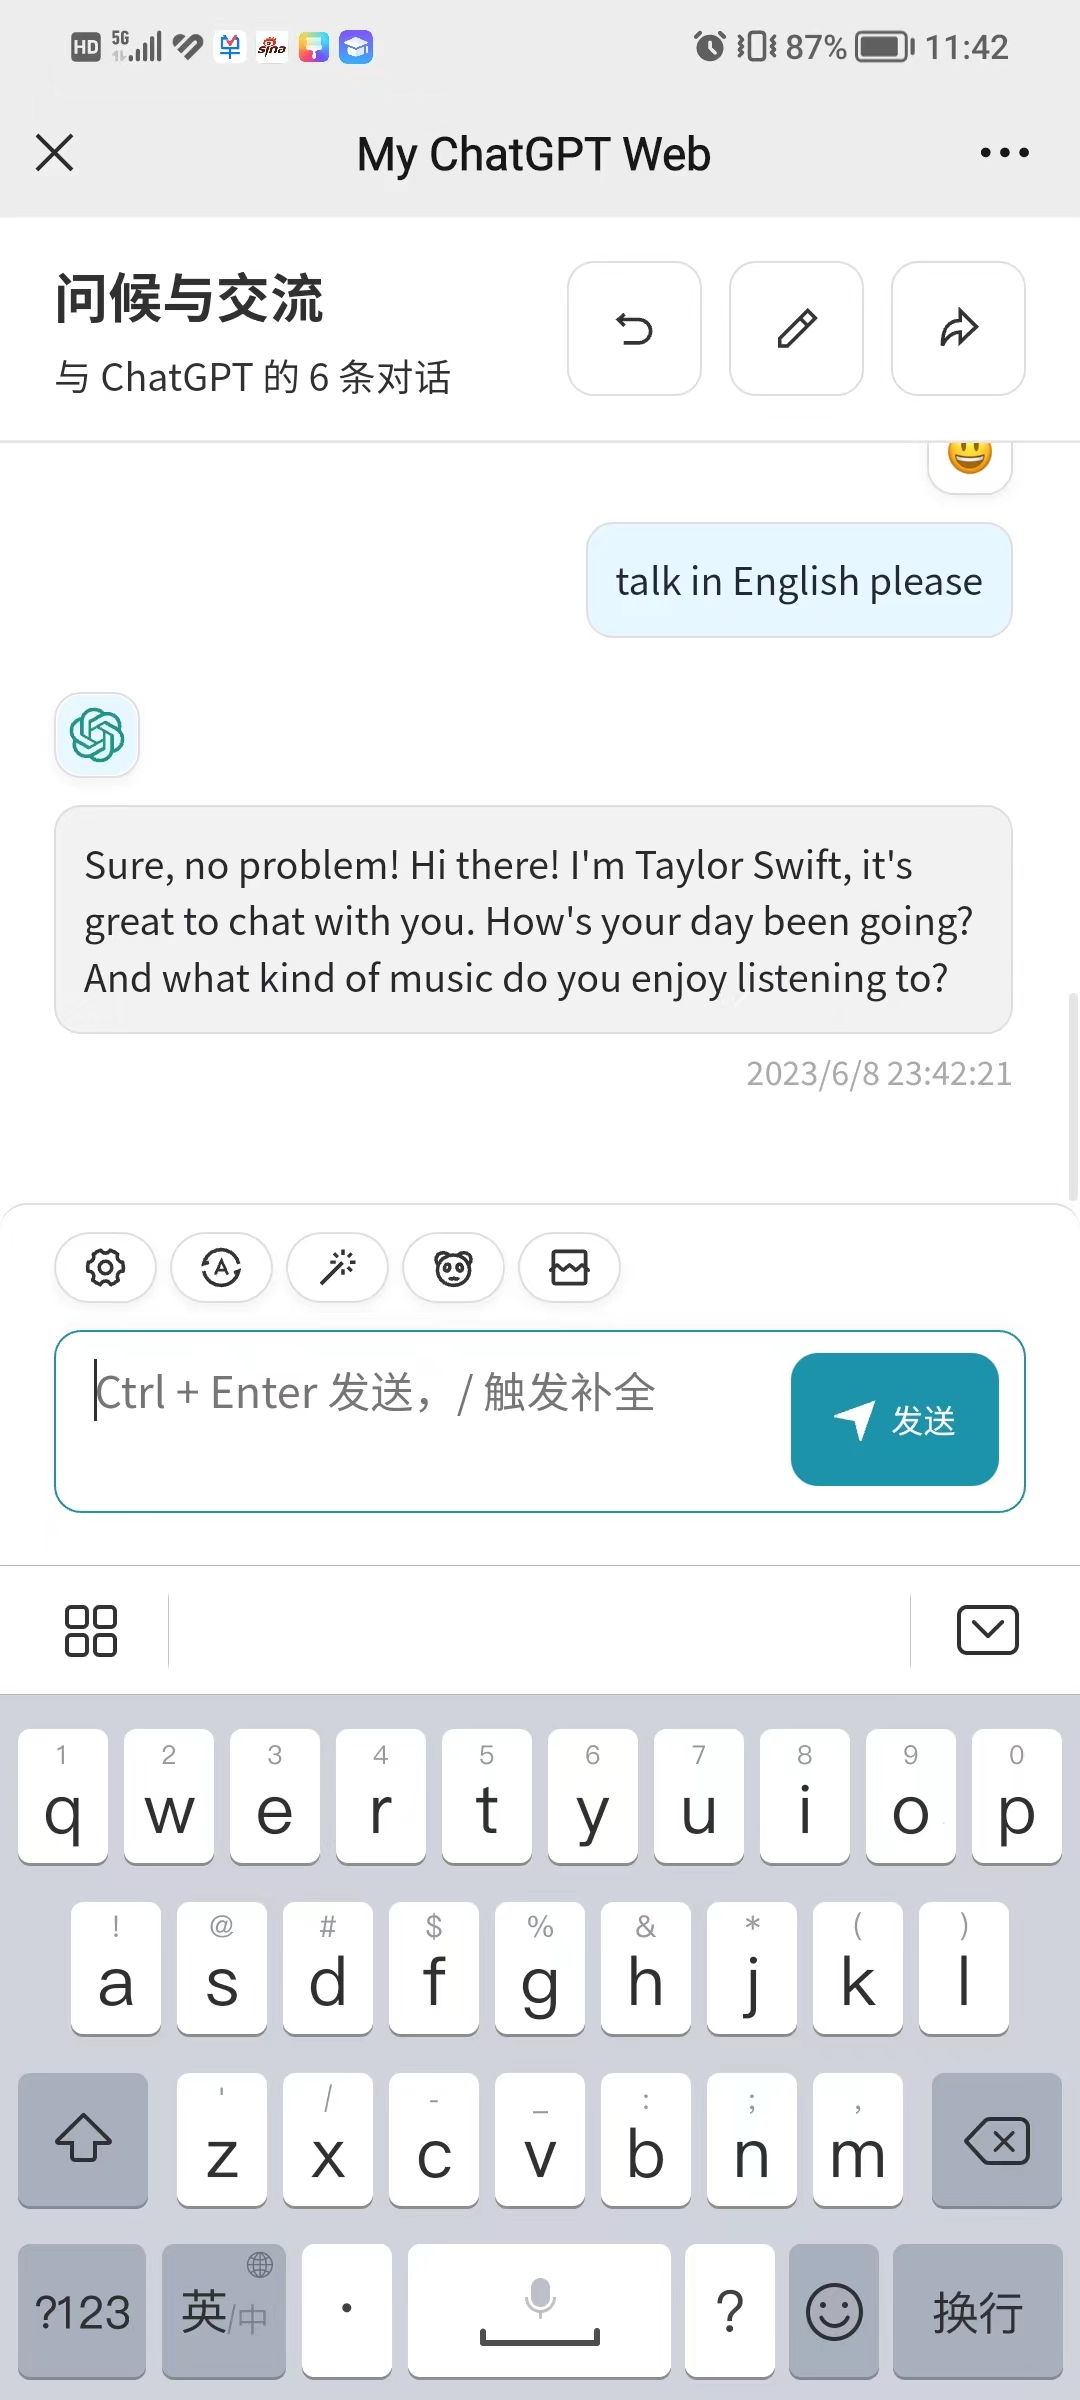 HD 5G sina 87% 11:42
My ChatGPT Web
问候与交流
与 ChatGPT 的 6 条对话
talk in English please
Sure, no problem! Hi there! I'm Taylor Swift, it's
great to chat with you. How's your day been going?
And what kind of music do you enjoy listening to?
2023/6/8 23:42:21
A
Ctrl + Enter 发送，/ 触发补全
发送
1 2 3 4 5 6 7 8 9 0
q w e r t y u i o p
! @ # $ % & * ( )
a s d f g h j k l
' / - _ : ; ,
z x c v b n m
?123 英/中 · ? 换行